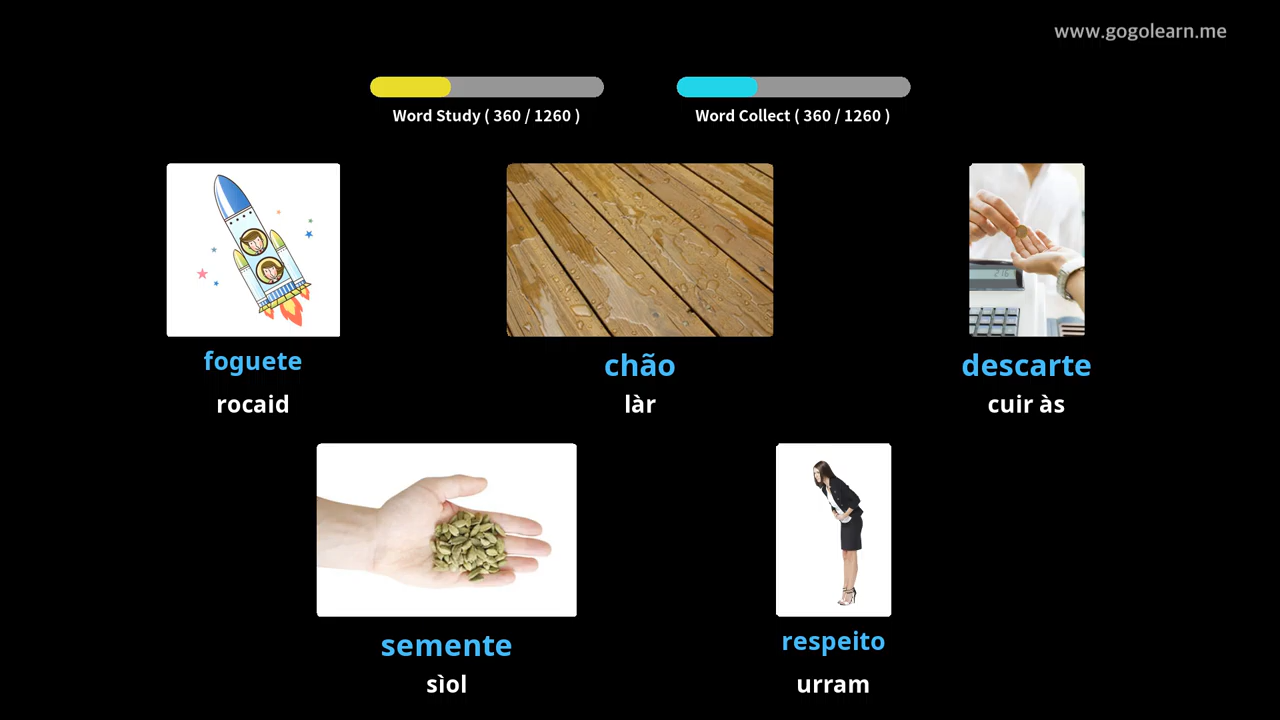 www.gogolearn.me
Word Study ( 360 / 1260 )
Word Collect ( 360 / 1260 )
foguete
chão
descarte
rocaid
làr
cuir às
semente
respeito
sìol
urram